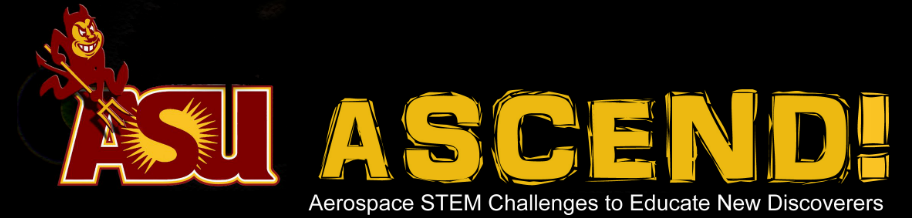 ASU
ASCEND!
Aerospace STEM Challenges to Educate New Discoverers